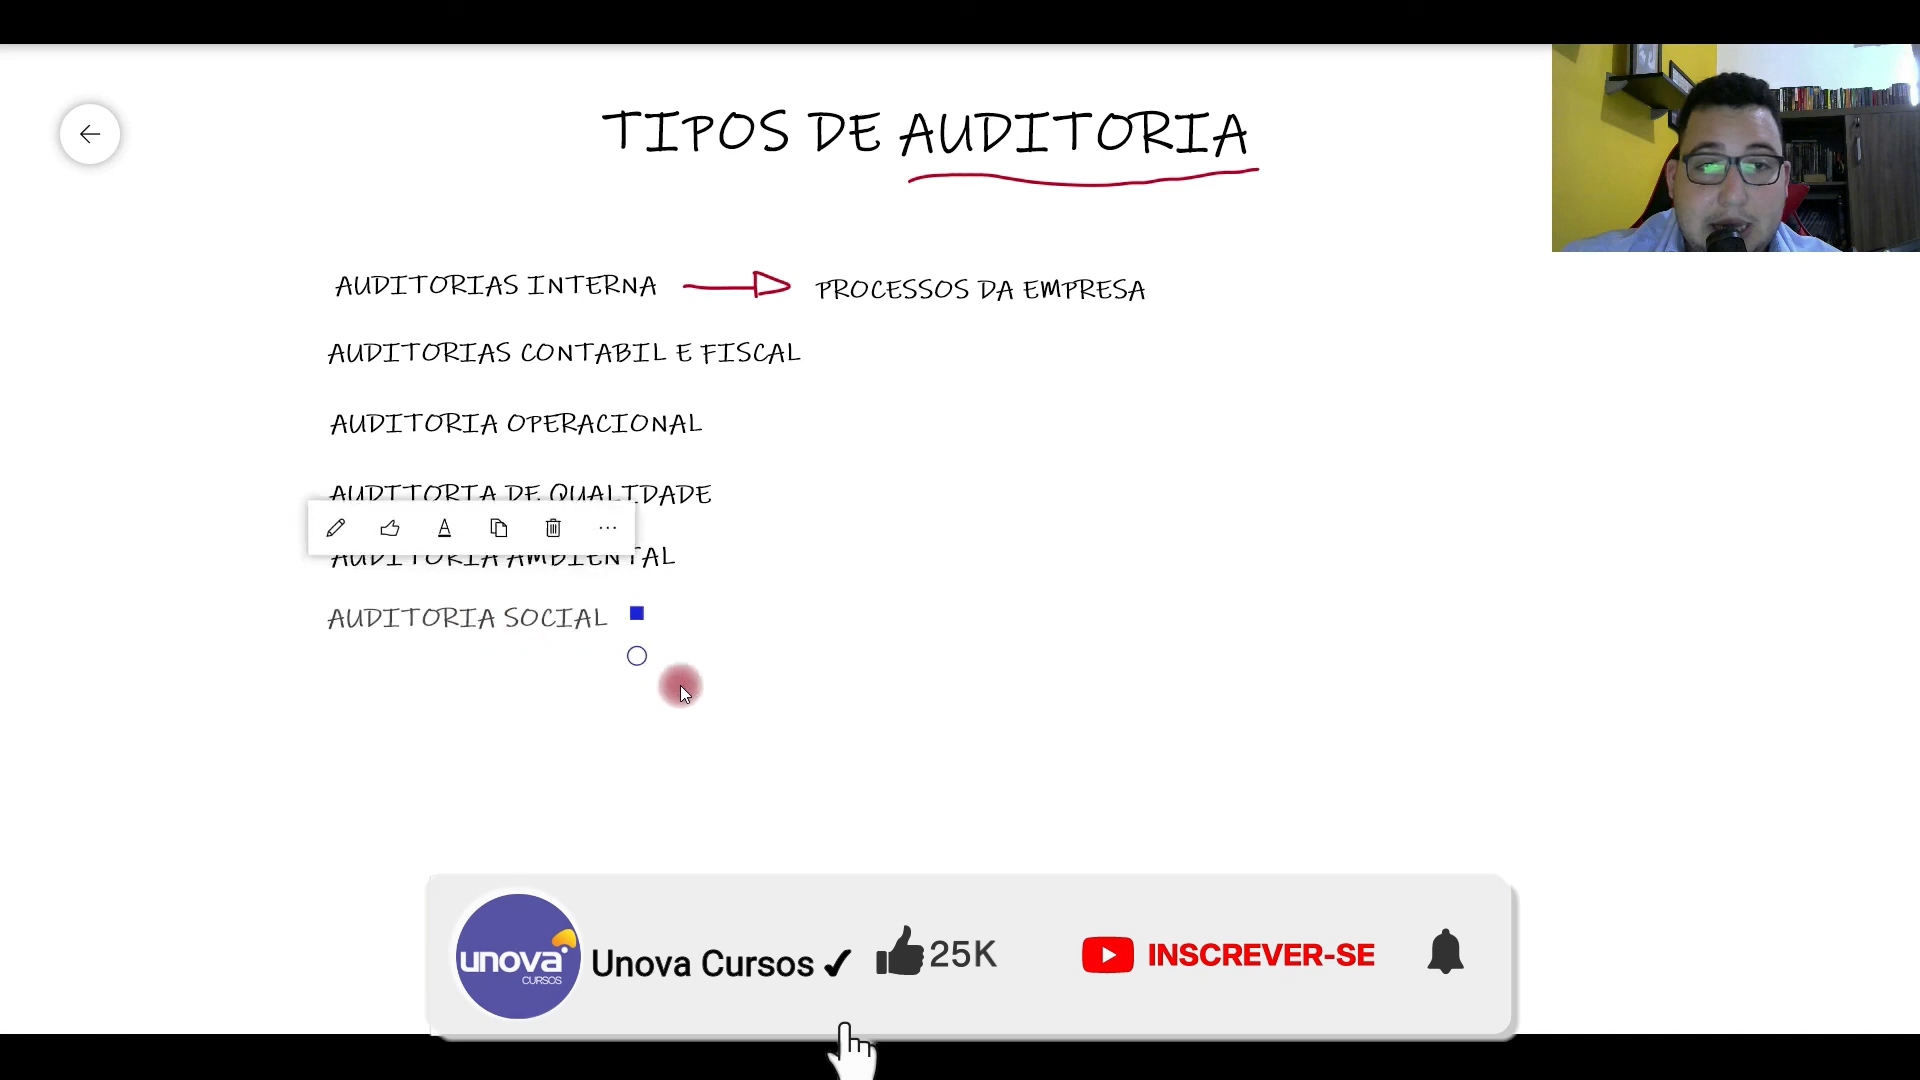 TIPOS DE AUDITORIA
AUDITORIAS INTERNA
PROCESSOS DA EMPRESA
AUDITORIAS CONTABIL E FISCAL
AUDITORIA OPERACIONAL
AUDITORIA DE QUALIDADE
AUDITORIA AMBIENTAL
AUDITORIA SOCIAL
unova
CURSOS
Unova Cursos ✔
25K
INSCREVER-SE